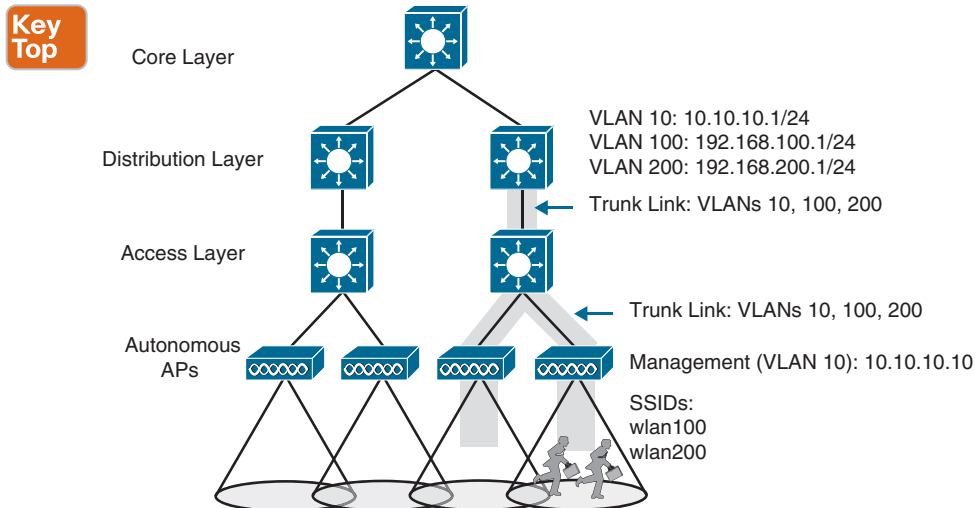 Key
Top
Core Layer
VLAN 10: 10.10.10.1/24
VLAN 100: 192.168.100.1/24
VLAN 200: 192.168.200.1/24
Distribution Layer
Trunk Link: VLANs 10, 100, 200
Access Layer
Trunk Link: VLANs 10, 100, 200
Autonomous
APs
Management (VLAN 10): 10.10.10.10
SSIDs:
wlan100
wlan200